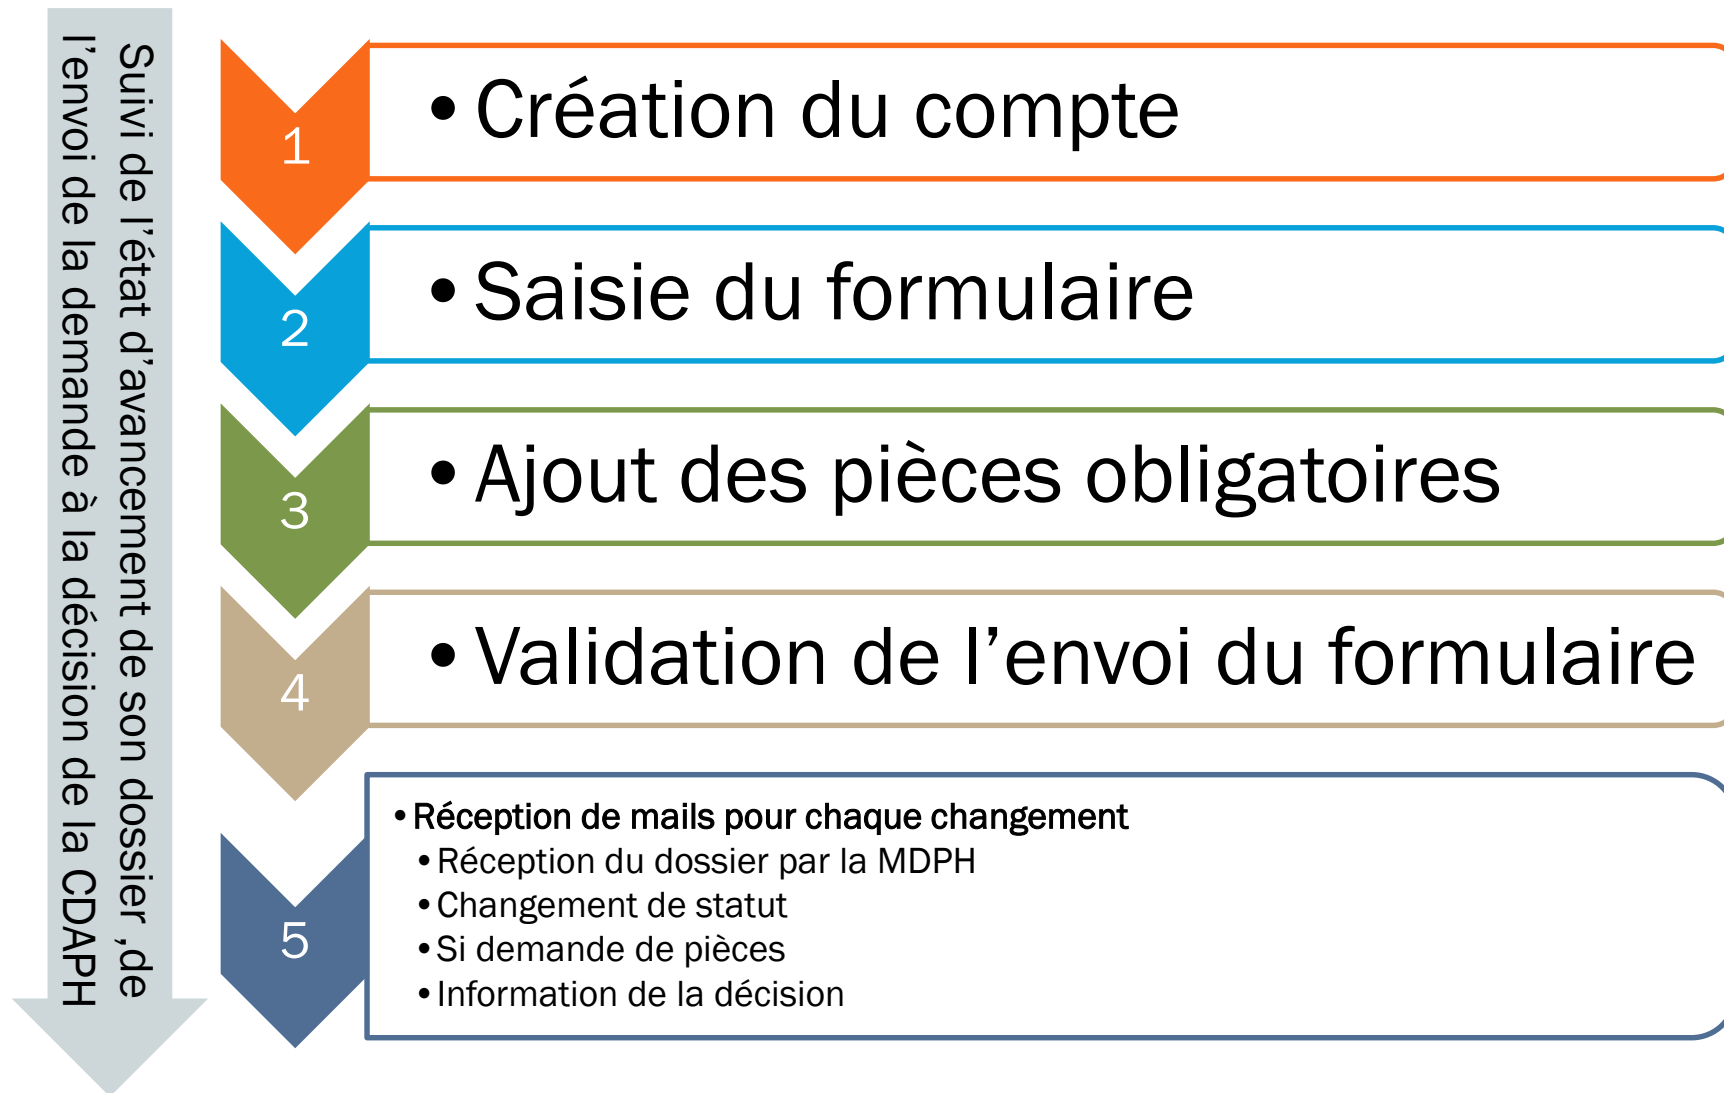 Suivi de l’état d’avancement de son dossier ,de
l’envoi de la demande à la décision de la CDAPH
1
• Création du compte
2
• Saisie du formulaire
3
• Ajout des pièces obligatoires
4
• Validation de l’envoi du formulaire
5
• Réception de mails pour chaque changement
• Réception du dossier par la MDPH
• Changement de statut
• Si demande de pièces
• Information de la décision